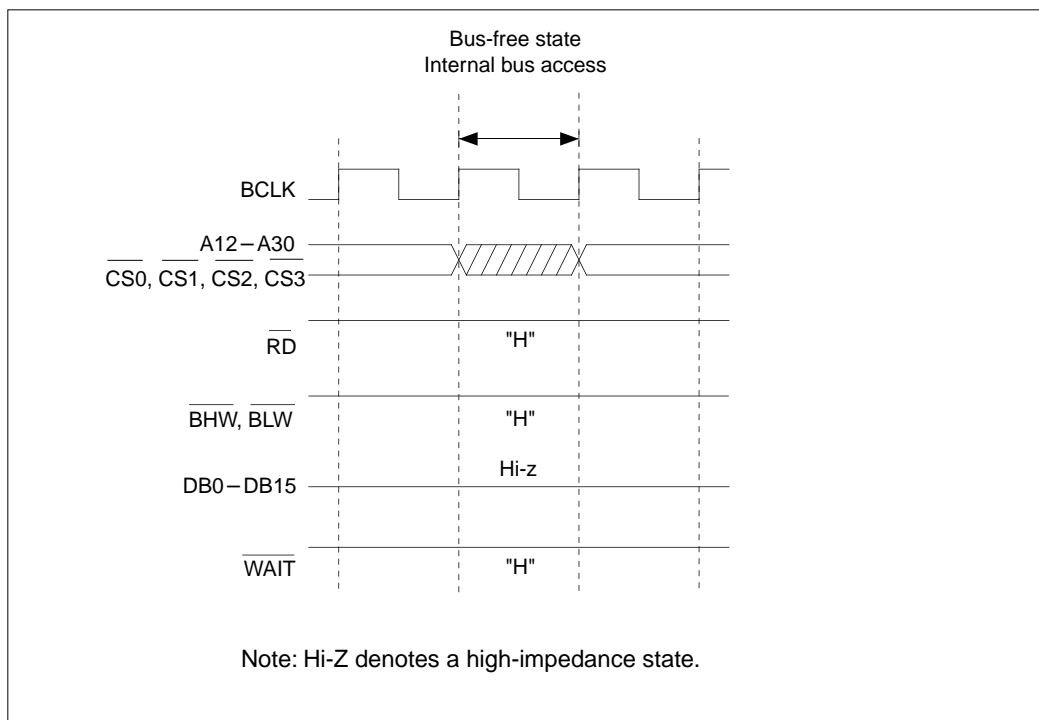 Bus-free state
Internal bus access
BCLK
A12–A30
CS0, CS1, CS2, CS3
RD
"H"
BHW, BLW
"H"
Hi-z
DB0–DB15
WAIT
"H"
Note: Hi-Z denotes a high-impedance state.